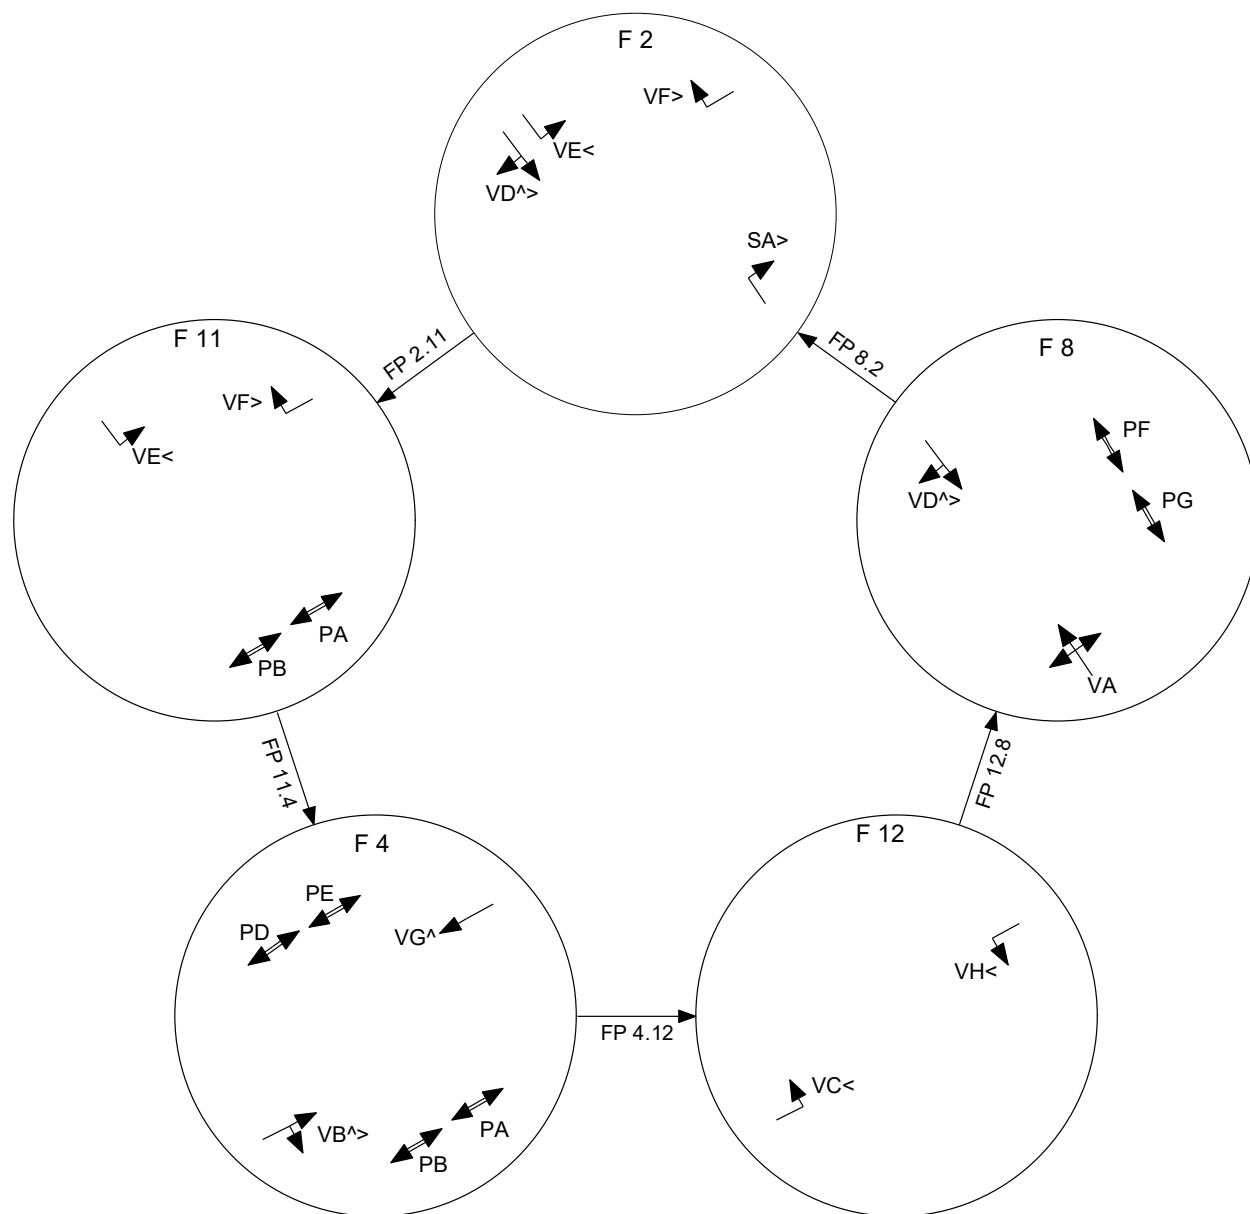 F 2
VF>
VE<
VD^>
SA>
FP 2.11
FP 8.2
F 11
VF>
VE<
PA
PB
F 8
PF
VD^>
PG
VA
FP 11.4
FP 12.8
F 4
PE
PD
VG^
VB^>
PA
PB
FP 4.12
F 12
VH<
VC<